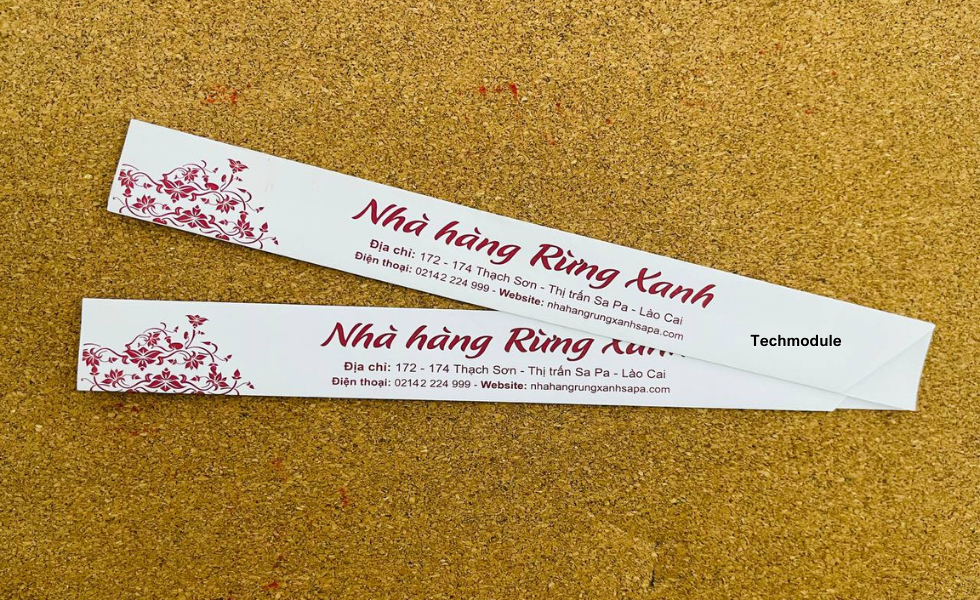 Nhà hàng Rừng Xanh
Địa chỉ: 172 - 174 Thạch Sơn - Thị trấn Sa Pa - Lào Cai
Điện thoại: 02142 224 999 - Website: nhahangrungxanhsapa.com
Techmodule
Nhà hàng Rừng Xanh
Địa chỉ: 172 - 174 Thạch Sơn - Thị trấn Sa Pa - Lào Cai
Điện thoại: 02142 224 999 - Website: nhahangrungxanhsapa.com